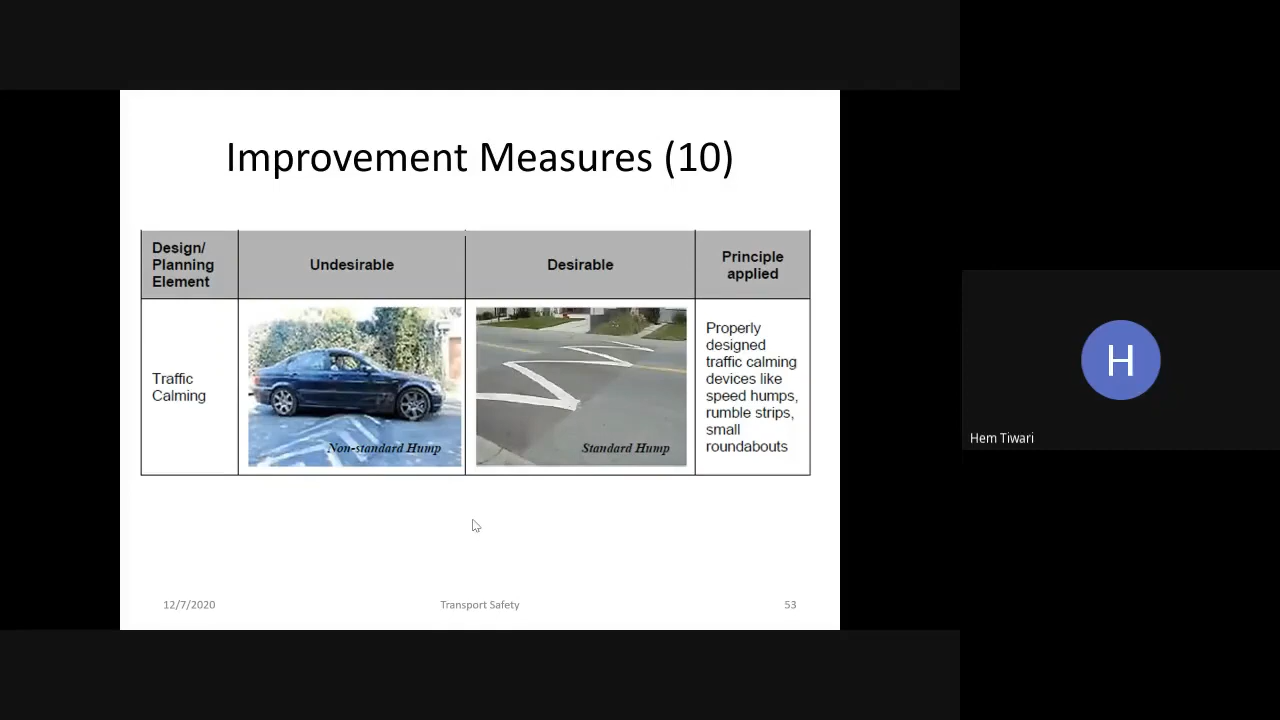 Improvement Measures (10)
Design/
Planning
Element
Undesirable
Desirable
Principle
applied
Traffic
Calming
Non-standard Hump
Standard Hump
Properly
designed
traffic calming
devices like
speed humps,
rumble strips,
small
roundabouts
12/7/2020
Transport Safety
53
H
Hem Tiwari